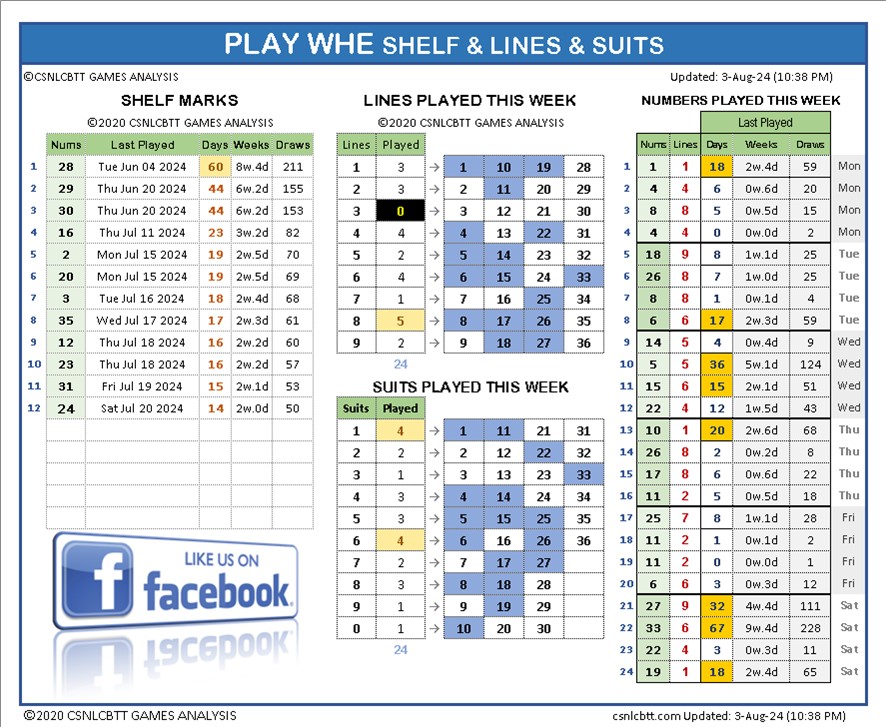 PLAY WHE SHELF & LINES & SUITS
©CSNLCBTT GAMES ANALYSIS
Updated: 3-Aug-24 (10:38 PM)
SHELF MARKS
©2020 CSNLCBTT GAMES ANALYSIS
Nums Last Played Days Weeks Draws
1 28 Tue Jun 04 2024 60 8w.4d 211
2 29 Thu Jun 20 2024 44 6w.2d 155
3 30 Thu Jun 20 2024 44 6w.2d 153
4 16 Thu Jul 11 2024 23 3w.2d 82
5 2 Mon Jul 15 2024 19 2w.5d 70
6 20 Mon Jul 15 2024 19 2w.5d 69
7 3 Tue Jul 16 2024 18 2w.4d 68
8 35 Wed Jul 17 2024 17 2w.3d 61
9 12 Thu Jul 18 2024 16 2w.2d 60
10 23 Thu Jul 18 2024 16 2w.2d 57
11 31 Fri Jul 19 2024 15 2w.1d 53
12 24 Sat Jul 20 2024 14 2w.0d 50
LIKE US ON
f facebook.
LINES PLAYED THIS WEEK
©2020 CSNLCBTT GAMES ANALYSIS
Lines Played
1 3 → 1 10 19 28
2 3 → 2 11 20 29
3 0 → 3 12 21 30
4 4 → 4 13 22 31
5 2 → 5 14 23 32
6 4 → 6 15 24 33
7 1 → 7 16 25 34
8 5 → 8 17 26 35
9 2 → 9 18 27 36
24
SUITS PLAYED THIS WEEK
Suits Played
1 4 → 1 11 21 31
2 2 → 2 12 22 32
3 1 → 3 13 23 33
4 3 → 4 14 24 34
5 3 → 5 15 25 35
6 4 → 6 16 26 36
7 2 → 7 17 27
8 3 → 8 18 28
9 1 → 9 19 29
0 1 → 10 20 30
24
NUMBERS PLAYED THIS WEEK
Last Played
Nums Lines Days Weeks Draws
1 1 1 18 2w.4d 59 Mon
2 4 4 6 0w.6d 20 Mon
3 8 8 5 0w.5d 15 Mon
4 4 4 0 0w.0d 2 Mon
5 18 9 8 1w.1d 25 Tue
6 26 8 7 1w.0d 25 Tue
7 8 8 1 0w.1d 4 Tue
8 6 6 17 2w.3d 59 Tue
9 14 5 4 0w.4d 9 Wed
10 5 5 36 5w.1d 124 Wed
11 15 6 15 2w.1d 51 Wed
12 22 4 12 1w.5d 43 Wed
13 10 1 20 2w.6d 68 Thu
14 26 8 2 0w.2d 8 Thu
15 17 8 6 0w.6d 22 Thu
16 11 2 5 0w.5d 18 Thu
17 25 7 8 1w.1d 28 Fri
18 11 2 1 0w.1d 2 Fri
19 11 2 0 0w.0d 1 Fri
20 6 6 3 0w.3d 12 Fri
21 27 9 32 4w.4d 111 Sat
22 33 6 67 9w.4d 228 Sat
23 22 4 3 0w.3d 11 Sat
24 19 1 18 2w.4d 65 Sat
©2020 CSNLCBTT GAMES ANALYSIS
csnlcbtt.com Updated: 3-Aug-24 (10:38 PM)